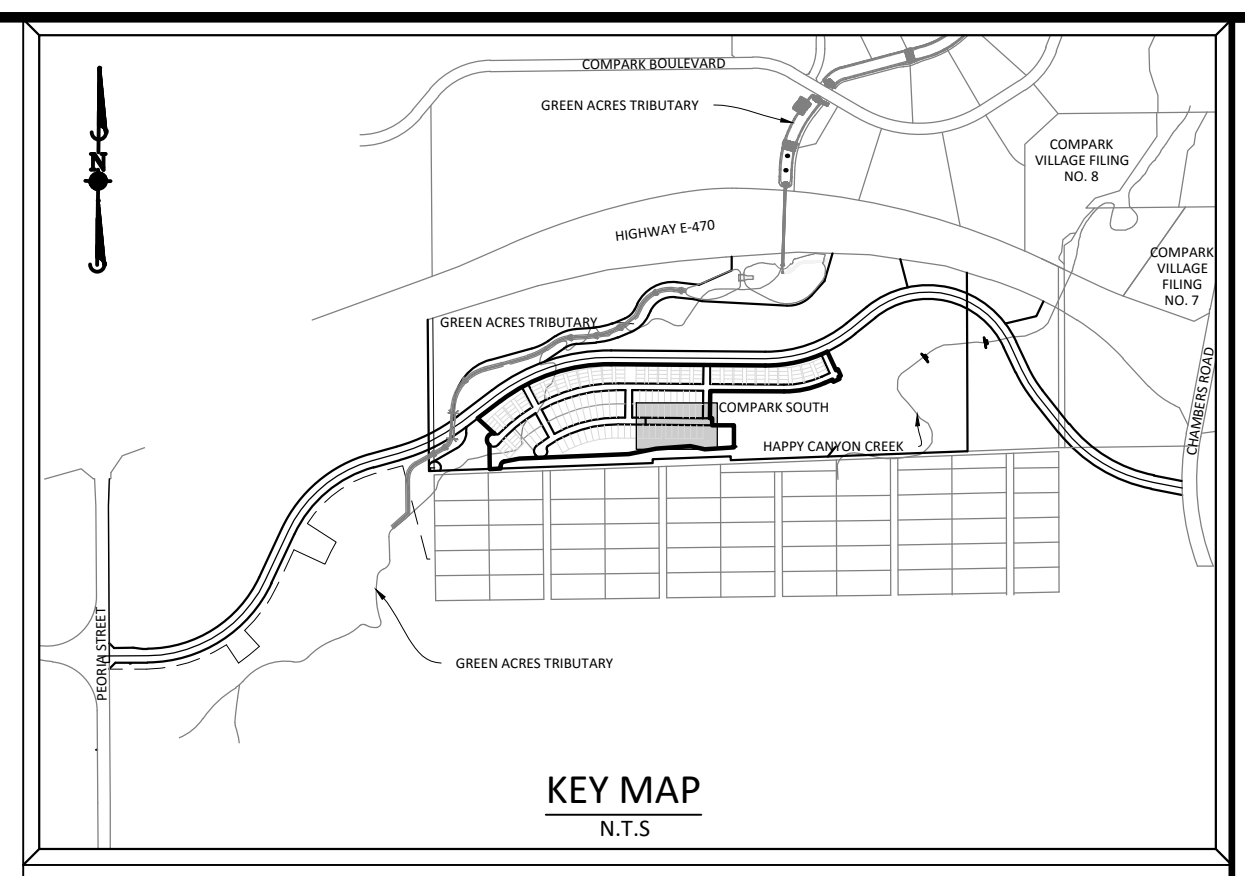 COMPARK BOULEVARD
GREEN ACRES TRIBUTARY
N
COMPARK
VILLAGE FILING
NO. 8
HIGHWAY E-470
COMPARK
VILLAGE
FILING
NO. 7
GREEN ACRES TRIBUTARY
CHAMBERS ROAD
COMPARK SOUTH
HAPPY CANYON CREEK
PEORIA STREET
GREEN ACRES TRIBUTARY
KEY MAP
N.T.S